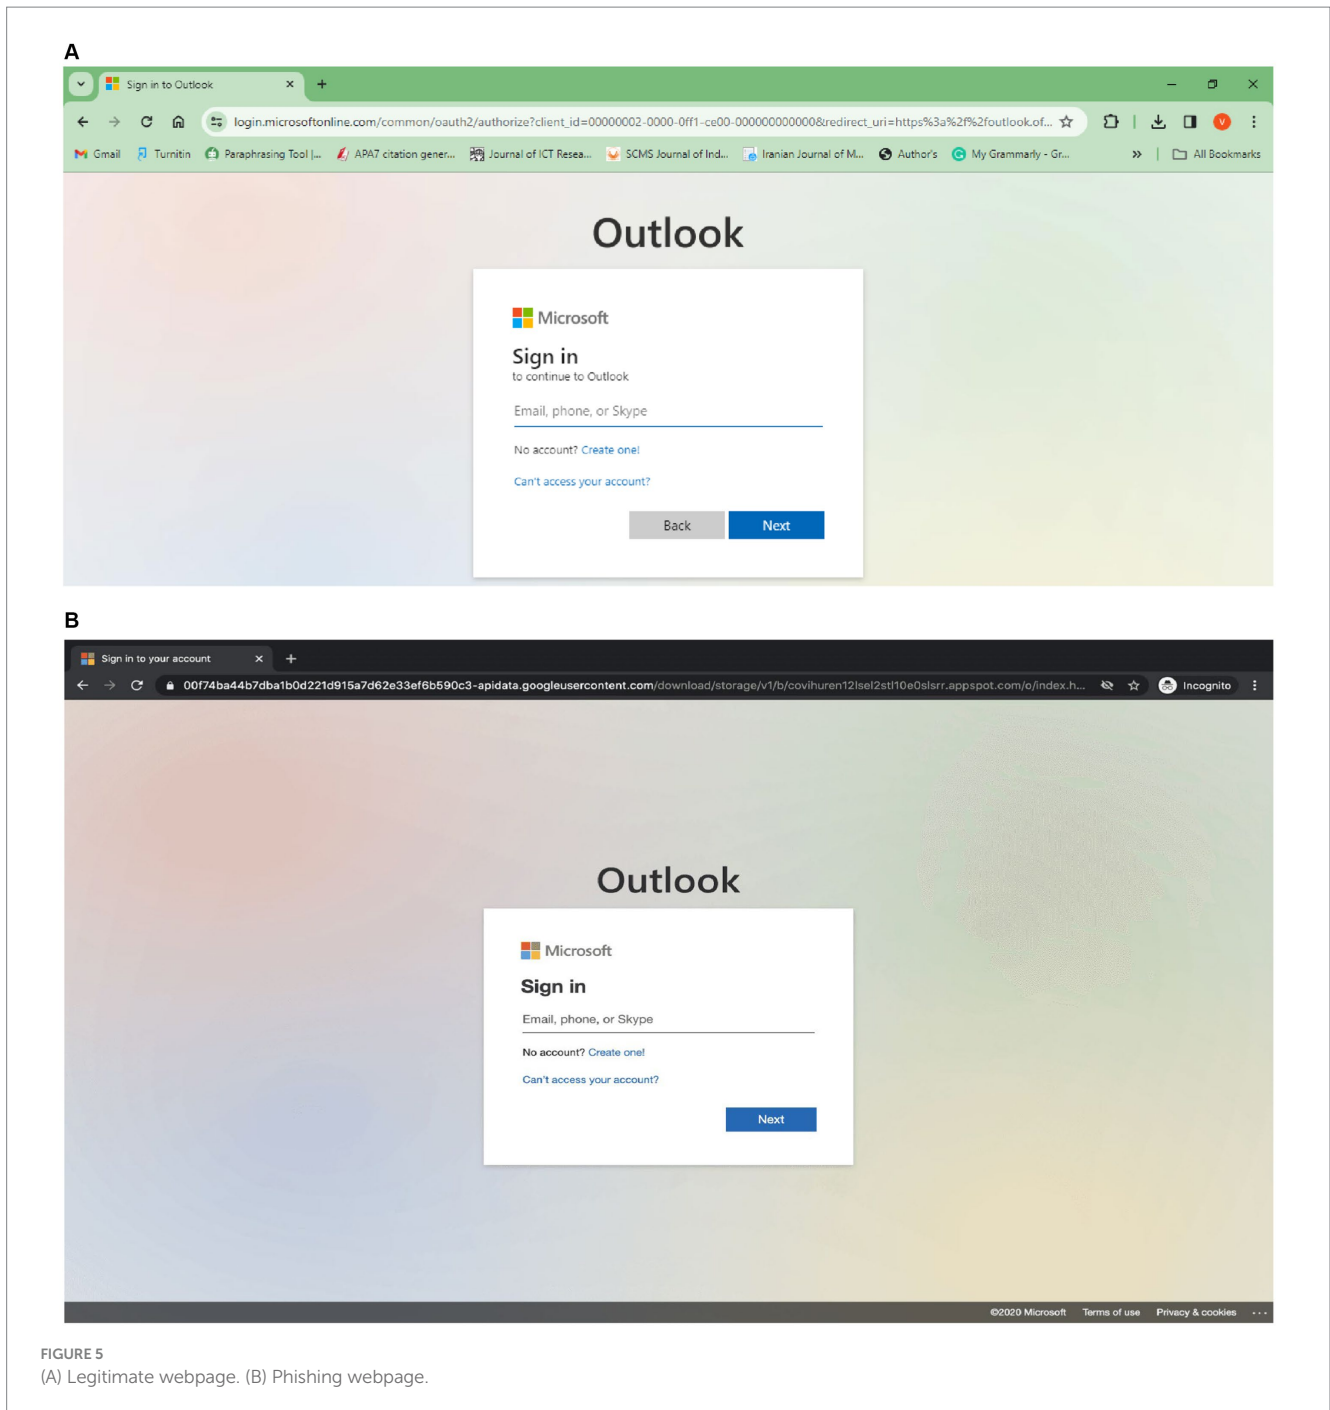 A
Sign in to Outlook
login.microsoftonline.com/common/oauth2/authorize?client_id=00000002-0000-0ff1-ce00-000000000000&redirect_uri=https%3a%2f%2foutlook.of...
Gmail Turnitin Paraphrasing Tool |... APA7 citation gener... Journal of ICT Resea... SCMS Journal of Ind... Iranian Journal of M... Author's My Grammarly - Gr... » All Bookmarks
Outlook
Microsoft
Sign in
to continue to Outlook
Email, phone, or Skype
No account? Create one!
Can't access your account?
Back Next
B
Sign in to your account
00f74ba44b7dba1b0d221d915a7d62e33ef6b590c3-apidata.googleusercontent.com/download/storage/v1/b/covihuren12lsel2stl10e0slsrr.appspot.com/o/index.h... Incognito
Outlook
Microsoft
Sign in
Email, phone, or Skype
No account? Create one!
Can't access your account?
Next
©2020 Microsoft Terms of use Privacy & cookies ...
FIGURE 5
(A) Legitimate webpage. (B) Phishing webpage.